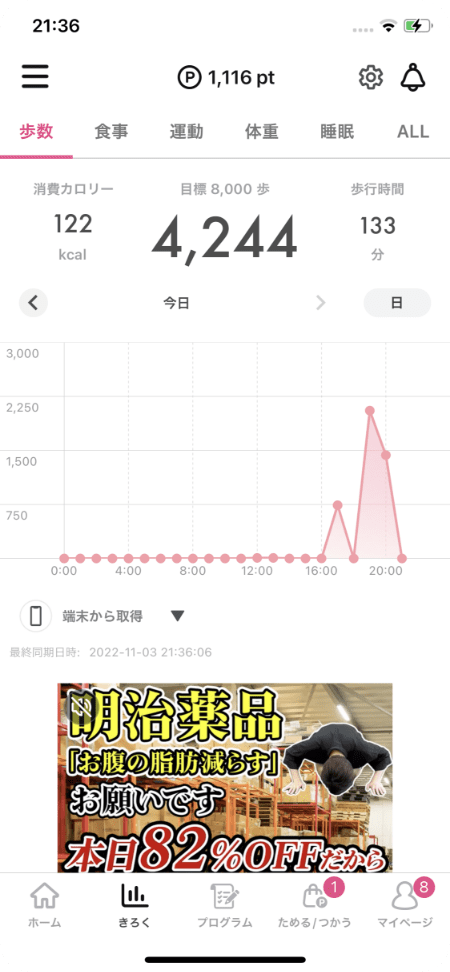 21:36
P 1,116 pt
歩数 食事 運動 体重 睡眠 ALL
消費カロリー 目標 8,000 歩 歩行時間
122 4,244 133
kcal 分
今日 日
3,000
2,250
1,500
750
0:00 4:00 8:00 12:00 16:00 20:00
端末から取得 ▼
最終同期日時: 2022-11-03 21:36:06
明治薬品
「お腹の脂肪減らす」
お願いです
本日82%OFFだから
1 8
ホーム きろく プログラム ためる/つかう マイページ